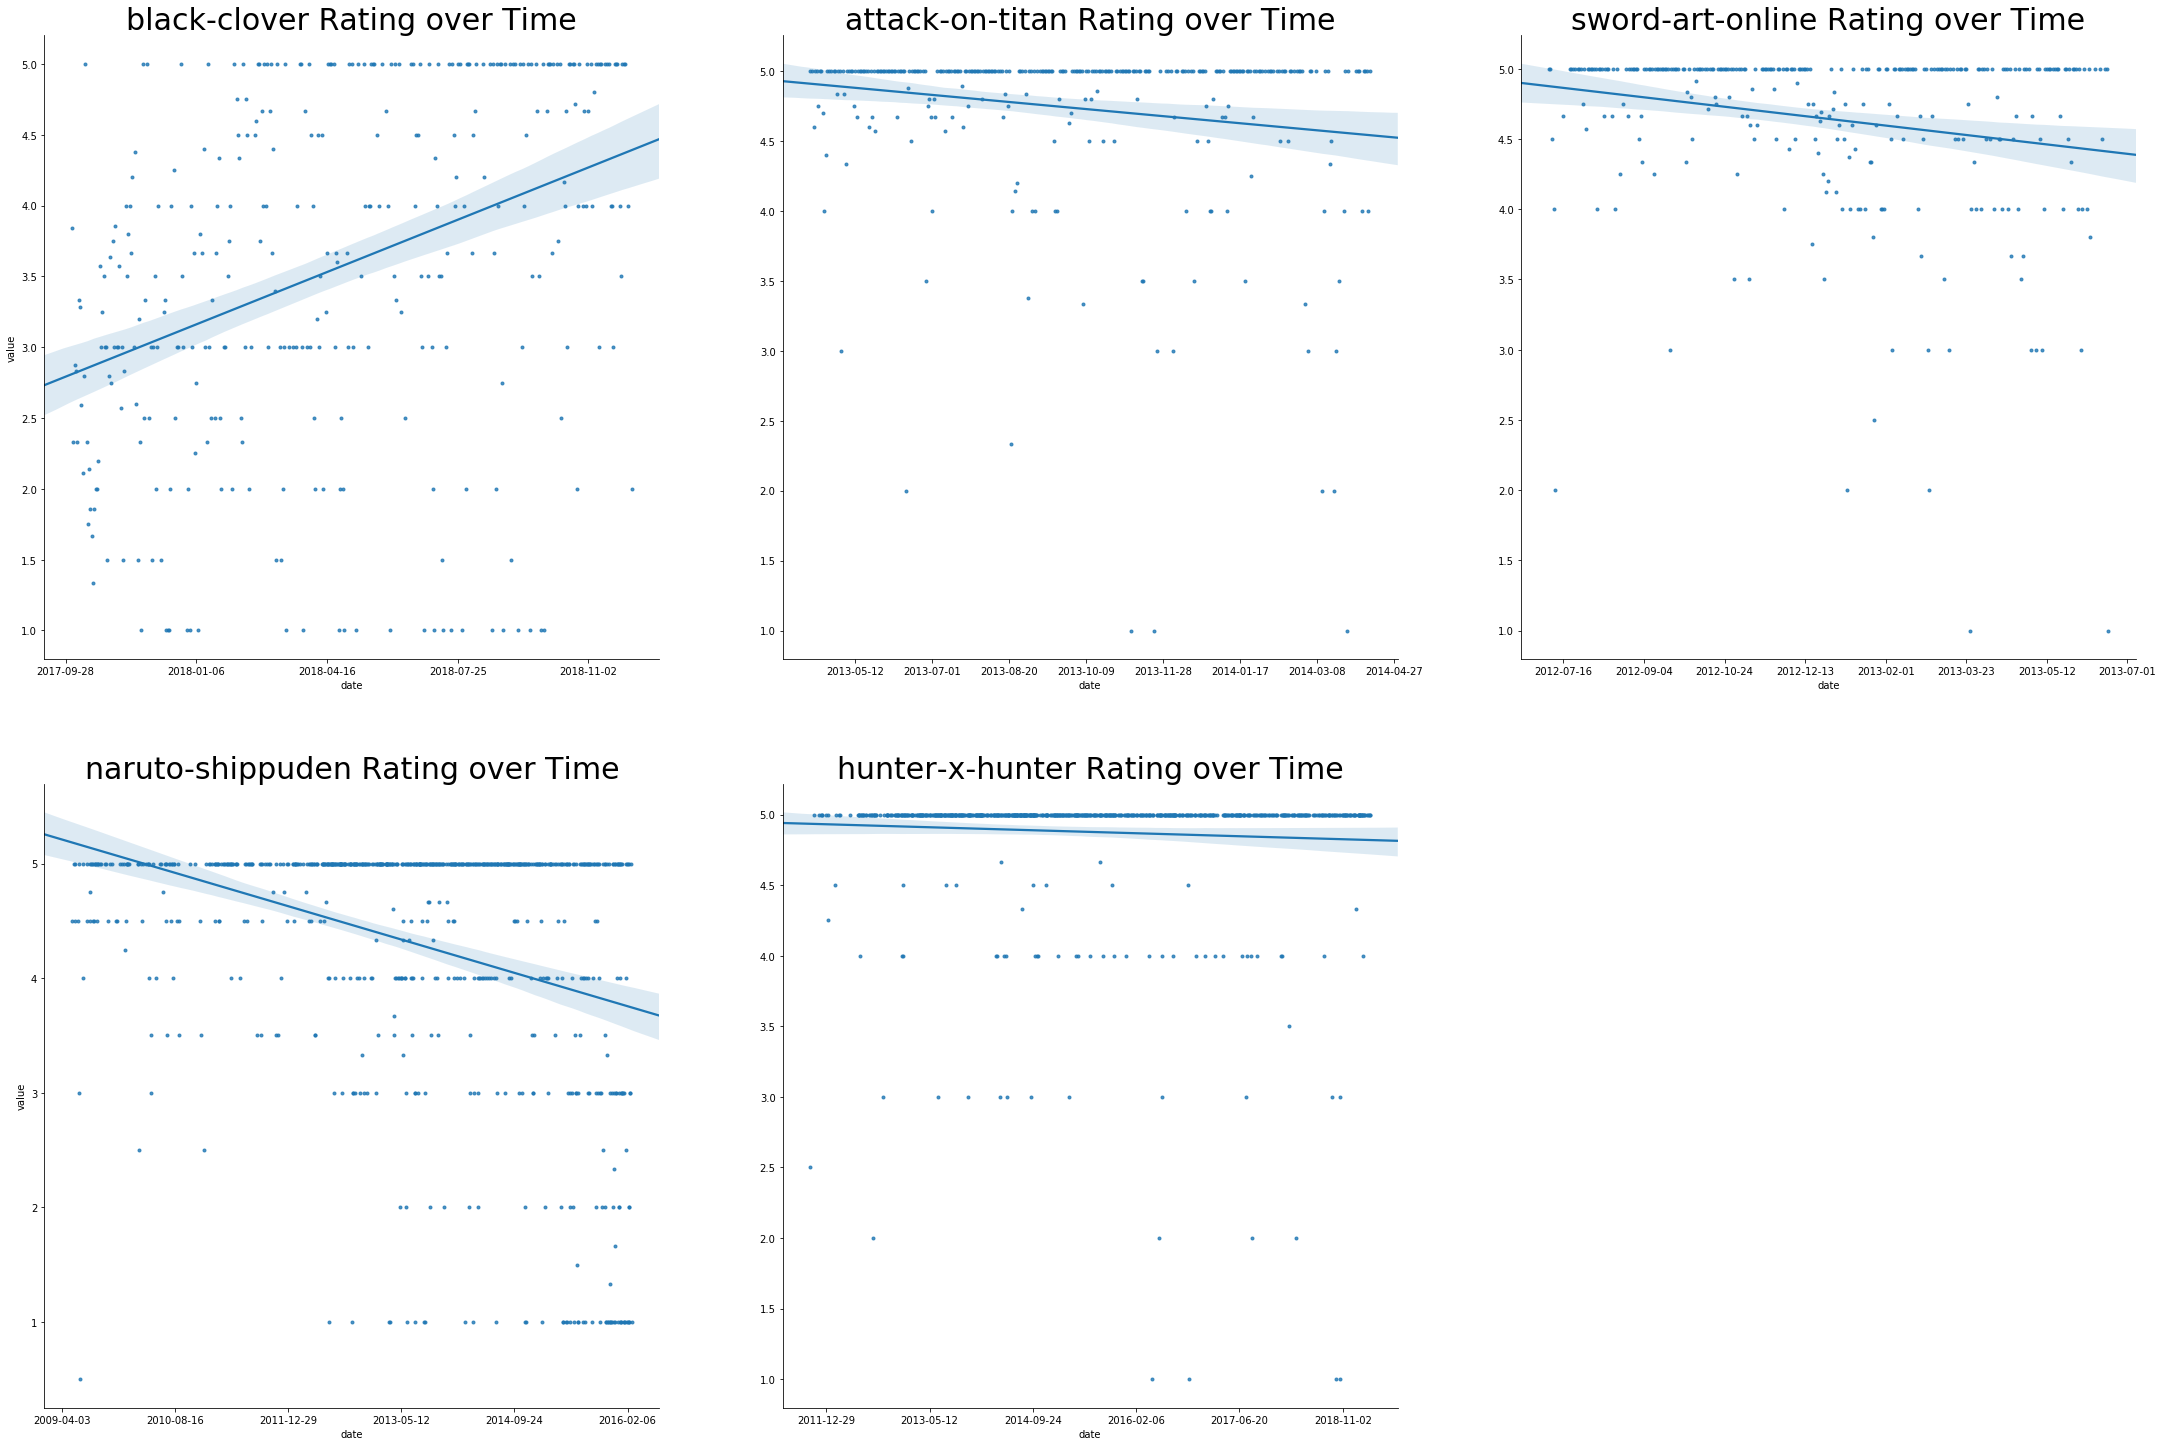 black-clover Rating over Time
5.0
4.5
4.0
3.5
3.0
2.5
2.0
1.5
1.0
value
2017-09-28 2018-01-06 2018-04-16 2018-07-25 2018-11-02
date
attack-on-titan Rating over Time
5.0
4.5
4.0
3.5
3.0
2.5
2.0
1.5
1.0
2013-05-12 2013-07-01 2013-08-20 2013-10-09 2013-11-28 2014-01-17 2014-03-08 2014-04-27
date
sword-art-online Rating over Time
5.0
4.5
4.0
3.5
3.0
2.5
2.0
1.5
1.0
2012-07-16 2012-09-04 2012-10-24 2012-12-13 2013-02-01 2013-03-23 2013-05-12 2013-07-01
date
naruto-shippuden Rating over Time
5
4
3
2
1
value
2009-04-03 2010-08-16 2011-12-29 2013-05-12 2014-09-24 2016-02-06
date
hunter-x-hunter Rating over Time
5.0
4.5
4.0
3.5
3.0
2.5
2.0
1.5
1.0
2011-12-29 2013-05-12 2014-09-24 2016-02-06 2017-06-20 2018-11-02
date